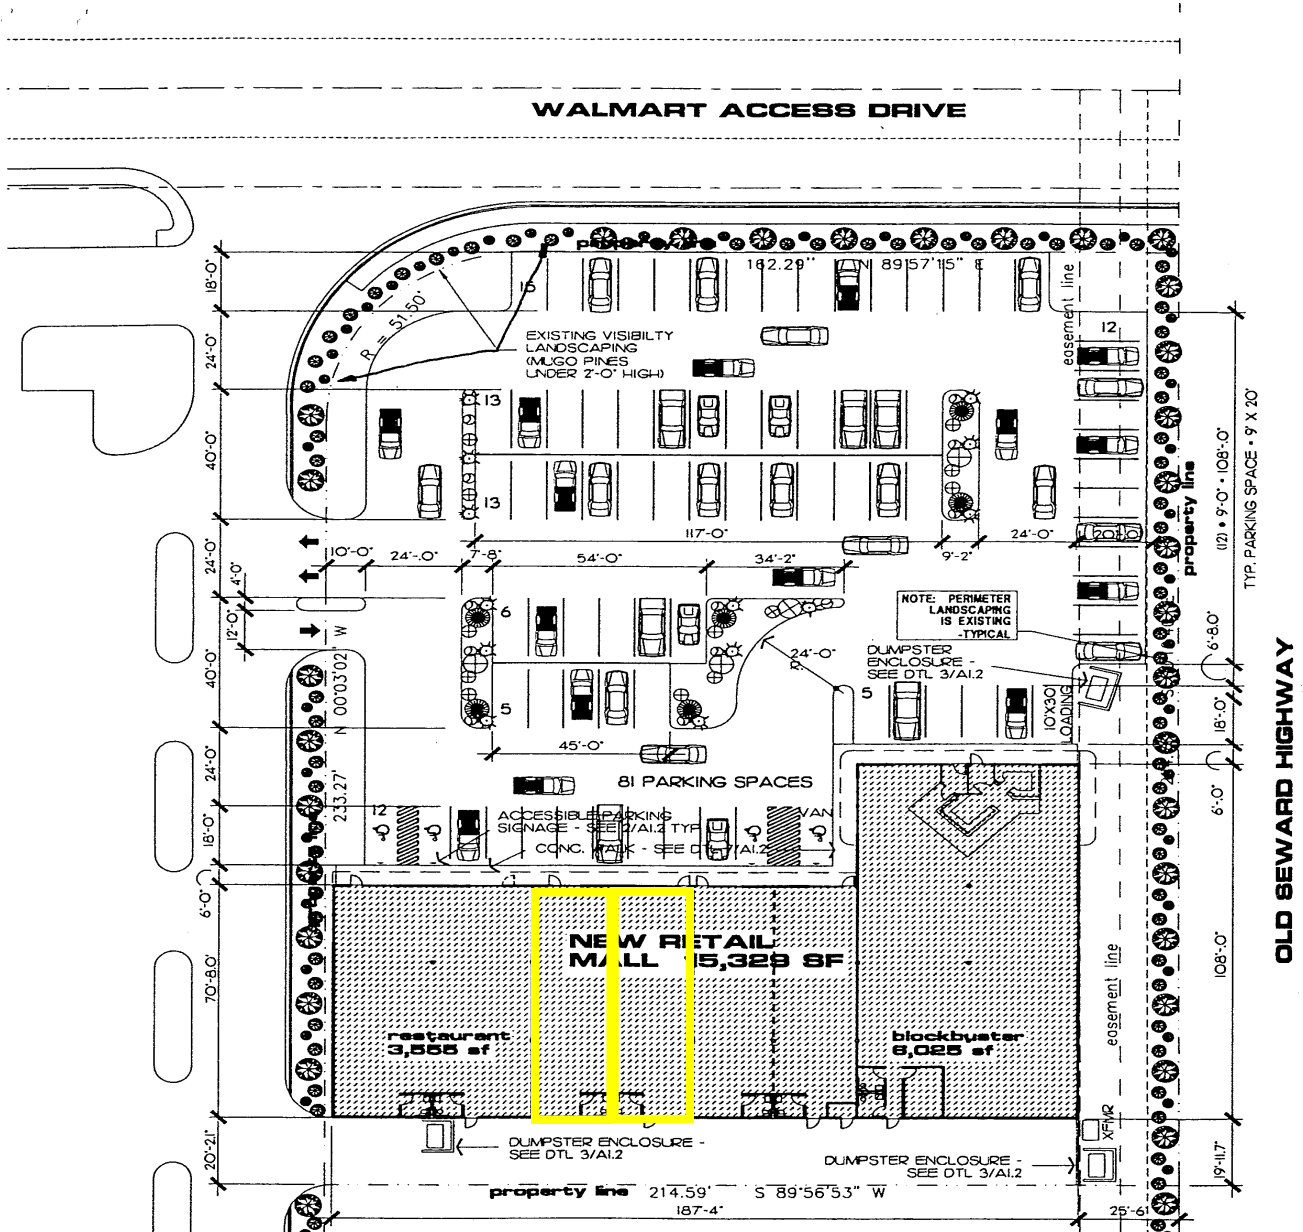 WALMART ACCESS DRIVE
property line
162.29'' N 89°57'15" E
18'-0"
15
R = 51.50'
EXISTING VISIBILTY
LANDSCAPING
(MUGO PINES
UNDER 2'-0" HIGH)
easement line
12
24'-0"
13
40'-0"
13
property line
(12) • 9'-0" • 108'-0"
TYP. PARKING SPACE • 9' X 20'
117'-0"
9'-2"
24'-0"
20'-0"
24'-0"
10'-0"
24'-0"
7'-8"
54'-0"
34'-2"
4'-0"
12'-0"
6
NOTE: PERIMETER
LANDSCAPING
IS EXISTING
-TYPICAL
24'-0"
R
DUMPSTER
ENCLOSURE -
SEE DTL 3/A1.2
6'-8.0"
40'-0"
N 00°03'02" W
233.27'
5
5
10'X30'
LOADING
18'-0"
45'-0"
24'-0"
81 PARKING SPACES
6'-0"
OLD SEWARD HIGHWAY
12
ACCESSIBLE PARKING
SIGNAGE - SEE 2/A1.2 TYP
VAN
18'-0"
CONC. WALK - SEE DTL 7/A1.2
6'-0"
NEW RETAIL
MALL 15,329 SF
70'-8.0"
108'-0"
easement line
restaurant
3,555 sf
blockbuster
6,025 sf
XFMR
DUMPSTER ENCLOSURE -
SEE DTL 3/A1.2
20'-2.1"
DUMPSTER ENCLOSURE -
SEE DTL 3/A1.2
19'-11.7"
property line 214.59' S 89°56'53" W
187'-4"
25'-6"